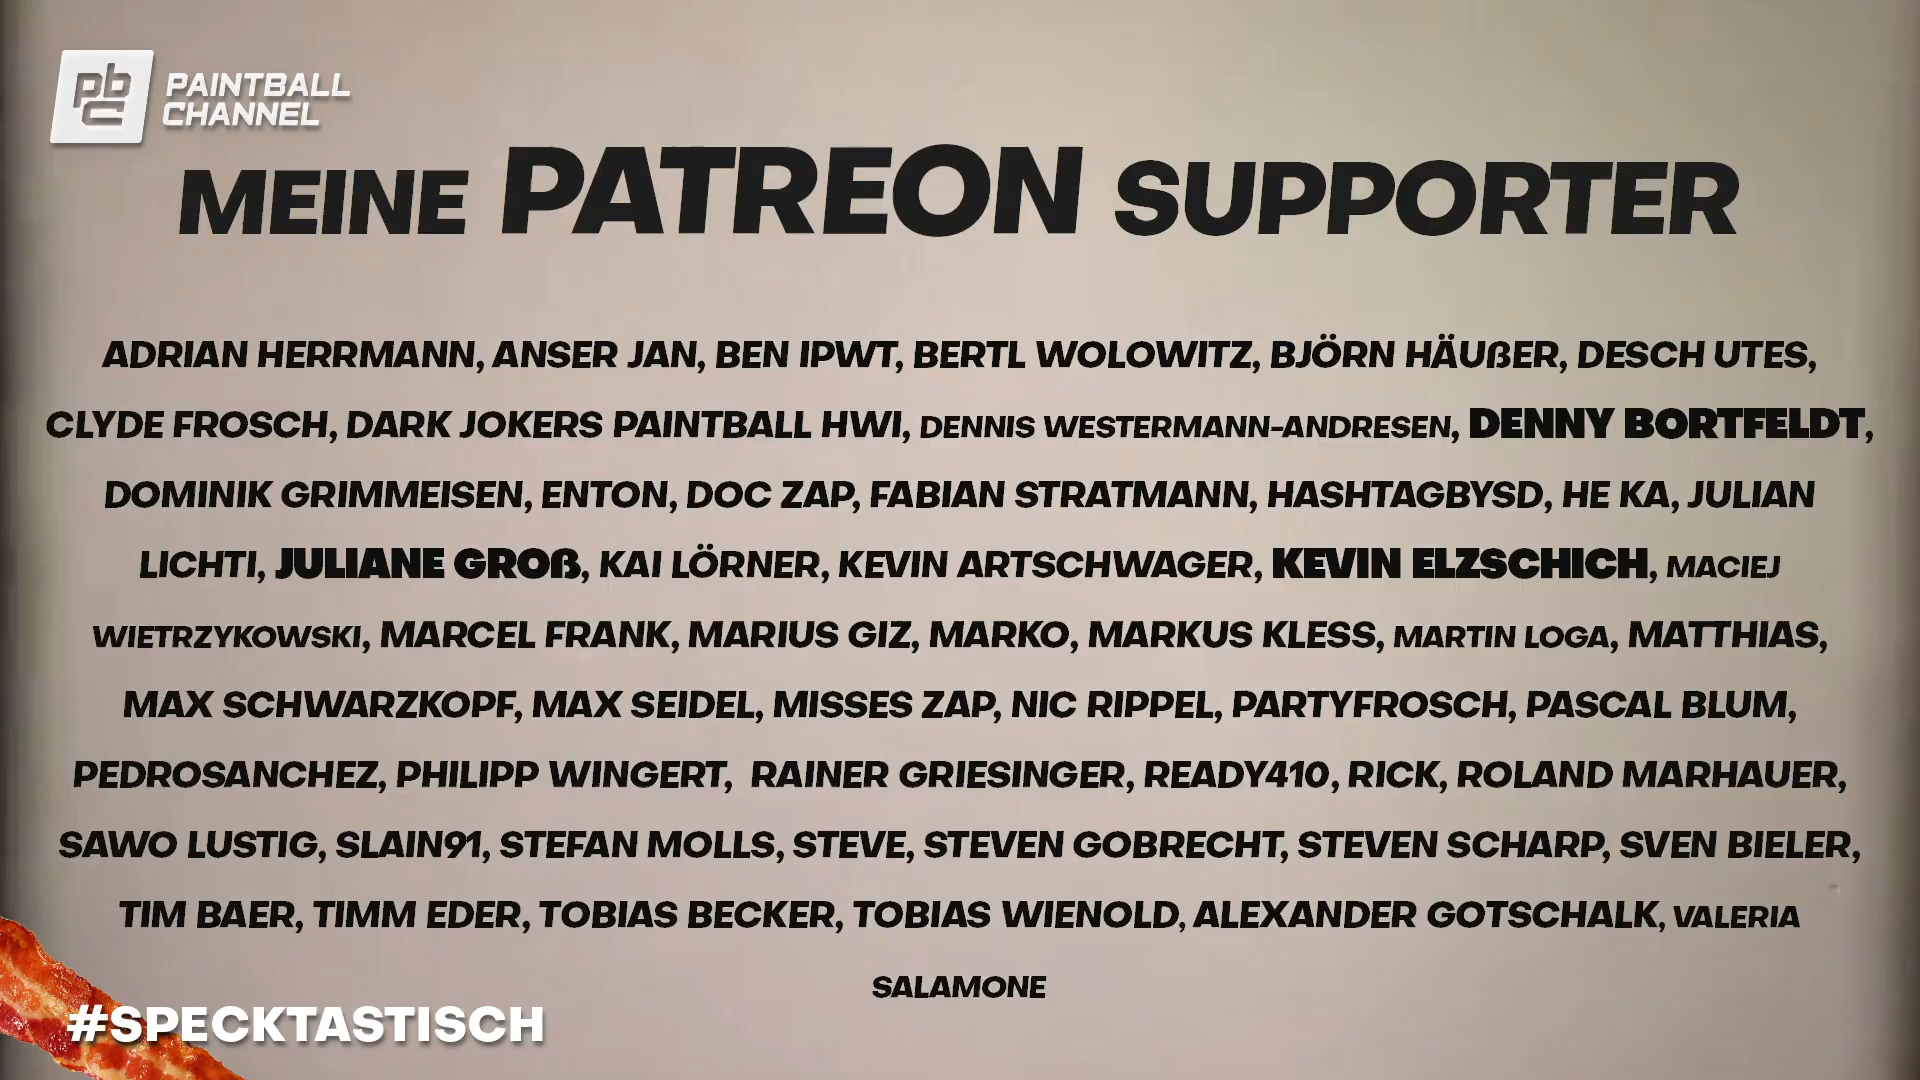 pbc
PAINTBALL
CHANNEL
MEINE PATREON SUPPORTER
ADRIAN HERRMANN, ANSER JAN, BEN IPWT, BERTL WOLOWITZ, BJÖRN HÄUßER, DESCH UTES,
CLYDE FROSCH, DARK JOKERS PAINTBALL HWI, DENNIS WESTERMANN-ANDRESEN, DENNY BORTFELDT,
DOMINIK GRIMMEISEN, ENTON, DOC ZAP, FABIAN STRATMANN, HASHTAGBYSD, HE KA, JULIAN
LICHTI, JULIANE GROß, KAI LÖRNER, KEVIN ARTSCHWAGER, KEVIN ELZSCHICH, MACIEJ
WIETRZYKOWSKI, MARCEL FRANK, MARIUS GIZ, MARKO, MARKUS KLESS, MARTIN LOGA, MATTHIAS,
MAX SCHWARZKOPF, MAX SEIDEL, MISSES ZAP, NIC RIPPEL, PARTYFROSCH, PASCAL BLUM,
PEDROSANCHEZ, PHILIPP WINGERT, RAINER GRIESINGER, READY410, RICK, ROLAND MARHAUER,
SAWO LUSTIG, SLAIN91, STEFAN MOLLS, STEVE, STEVEN GOBRECHT, STEVEN SCHARP, SVEN BIELER,
TIM BAER, TIMM EDER, TOBIAS BECKER, TOBIAS WIENOLD, ALEXANDER GOTSCHALK, VALERIA
SALAMONE
#SPECKTASTISCH